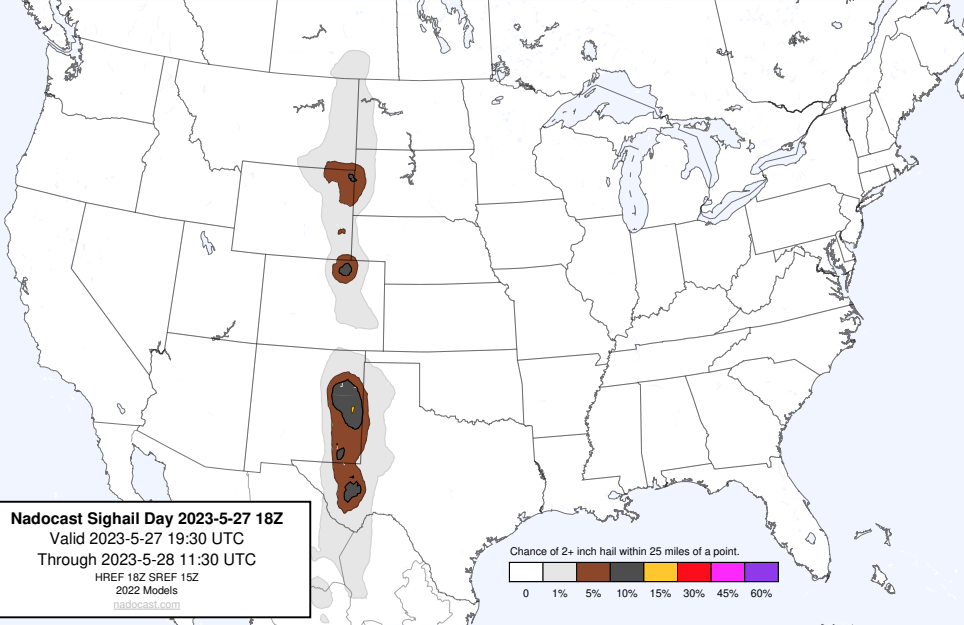 Nadocast Sighail Day 2023-5-27 18Z
Valid 2023-5-27 19:30 UTC
Through 2023-5-28 11:30 UTC
HREF 18Z SREF 15Z
2022 Models
nadocast.com
Chance of 2+ inch hail within 25 miles of a point.
0 1% 5% 10% 15% 30% 45% 60%